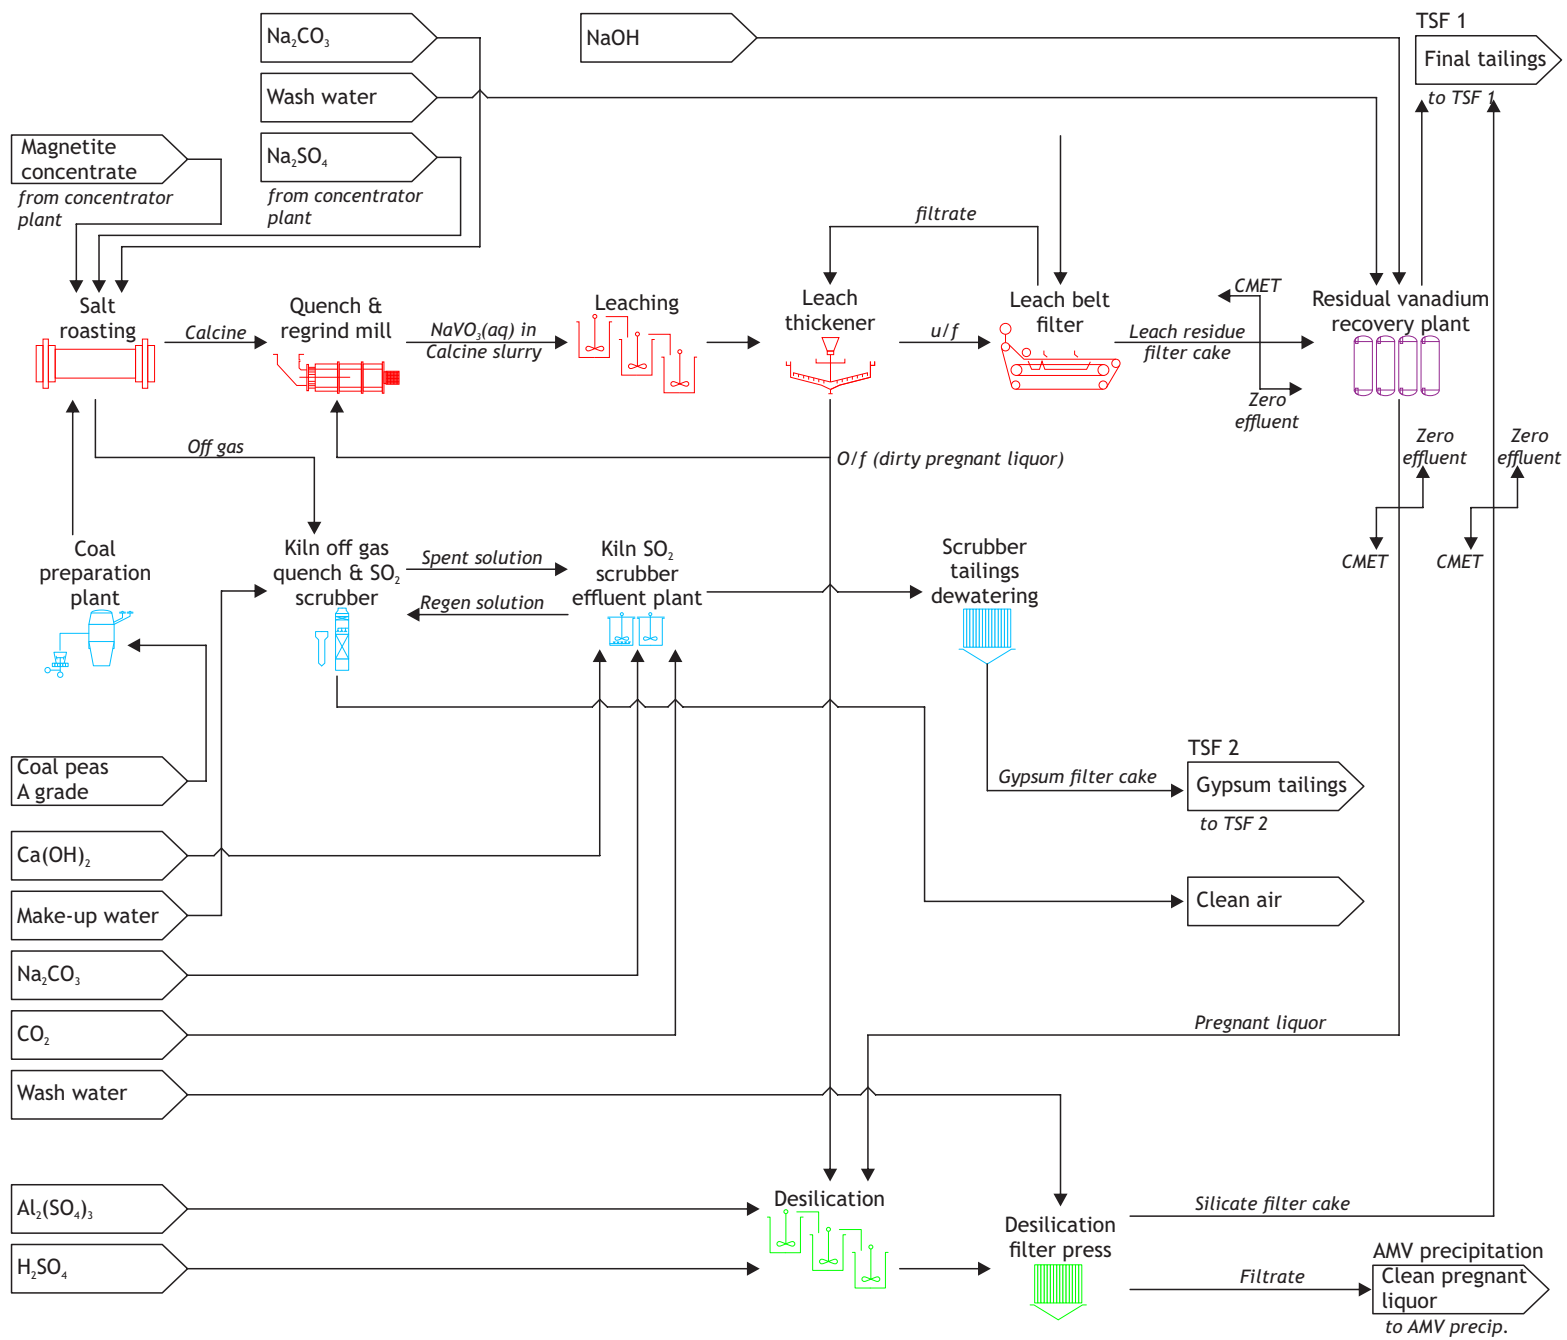 TSF 1
Na₂CO₃
NaOH
Final tailings
to TSF 1
Wash water
Magnetite
concentrate
from concentrator
plant
Na₂SO₄
from concentrator
plant
filtrate
Salt
roasting
Calcine
Quench &
regrind mill
NaVO₃(aq) in
Calcine slurry
Leaching
Leach
thickener
u/f
Leach belt
filter
Leach residue
filter cake
CMET
Zero
effluent
Residual vanadium
recovery plant
Off gas
O/f (dirty pregnant liquor)
Zero
effluent
Zero
effluent
CMET
CMET
Coal
preparation
plant
Kiln off gas
quench & SO₂
scrubber
Spent solution
Regen solution
Kiln SO₂
scrubber
effluent plant
Scrubber
tailings
dewatering
Coal peas
A grade
Gypsum filter cake
TSF 2
Gypsum tailings
to TSF 2
Ca(OH)₂
Make-up water
Clean air
Na₂CO₃
CO₂
Pregnant liquor
Wash water
Al₂(SO₄)₃
Desilication
Silicate filter cake
H₂SO₄
Desilication
filter press
Filtrate
AMV precipitation
Clean pregnant
liquor
to AMV precip.